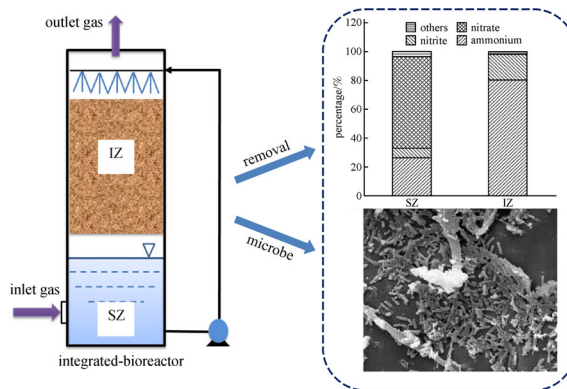 outlet gas
IZ
inlet gas
SZ
integrated-bioreactor
removal
microbe
others
nitrate
nitrite
ammonium
120
100
80
60
40
20
0
percentage/%
SZ
IZ